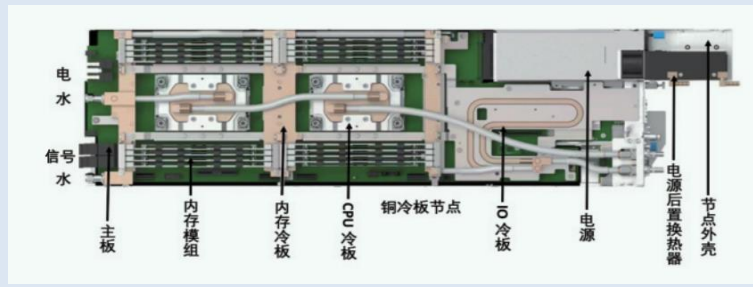 电
水
信号
水
主板
内存模组
内存冷板
CPU 冷板
铜冷板节点
IO 冷板
电源
电源后置换热器
节点外壳